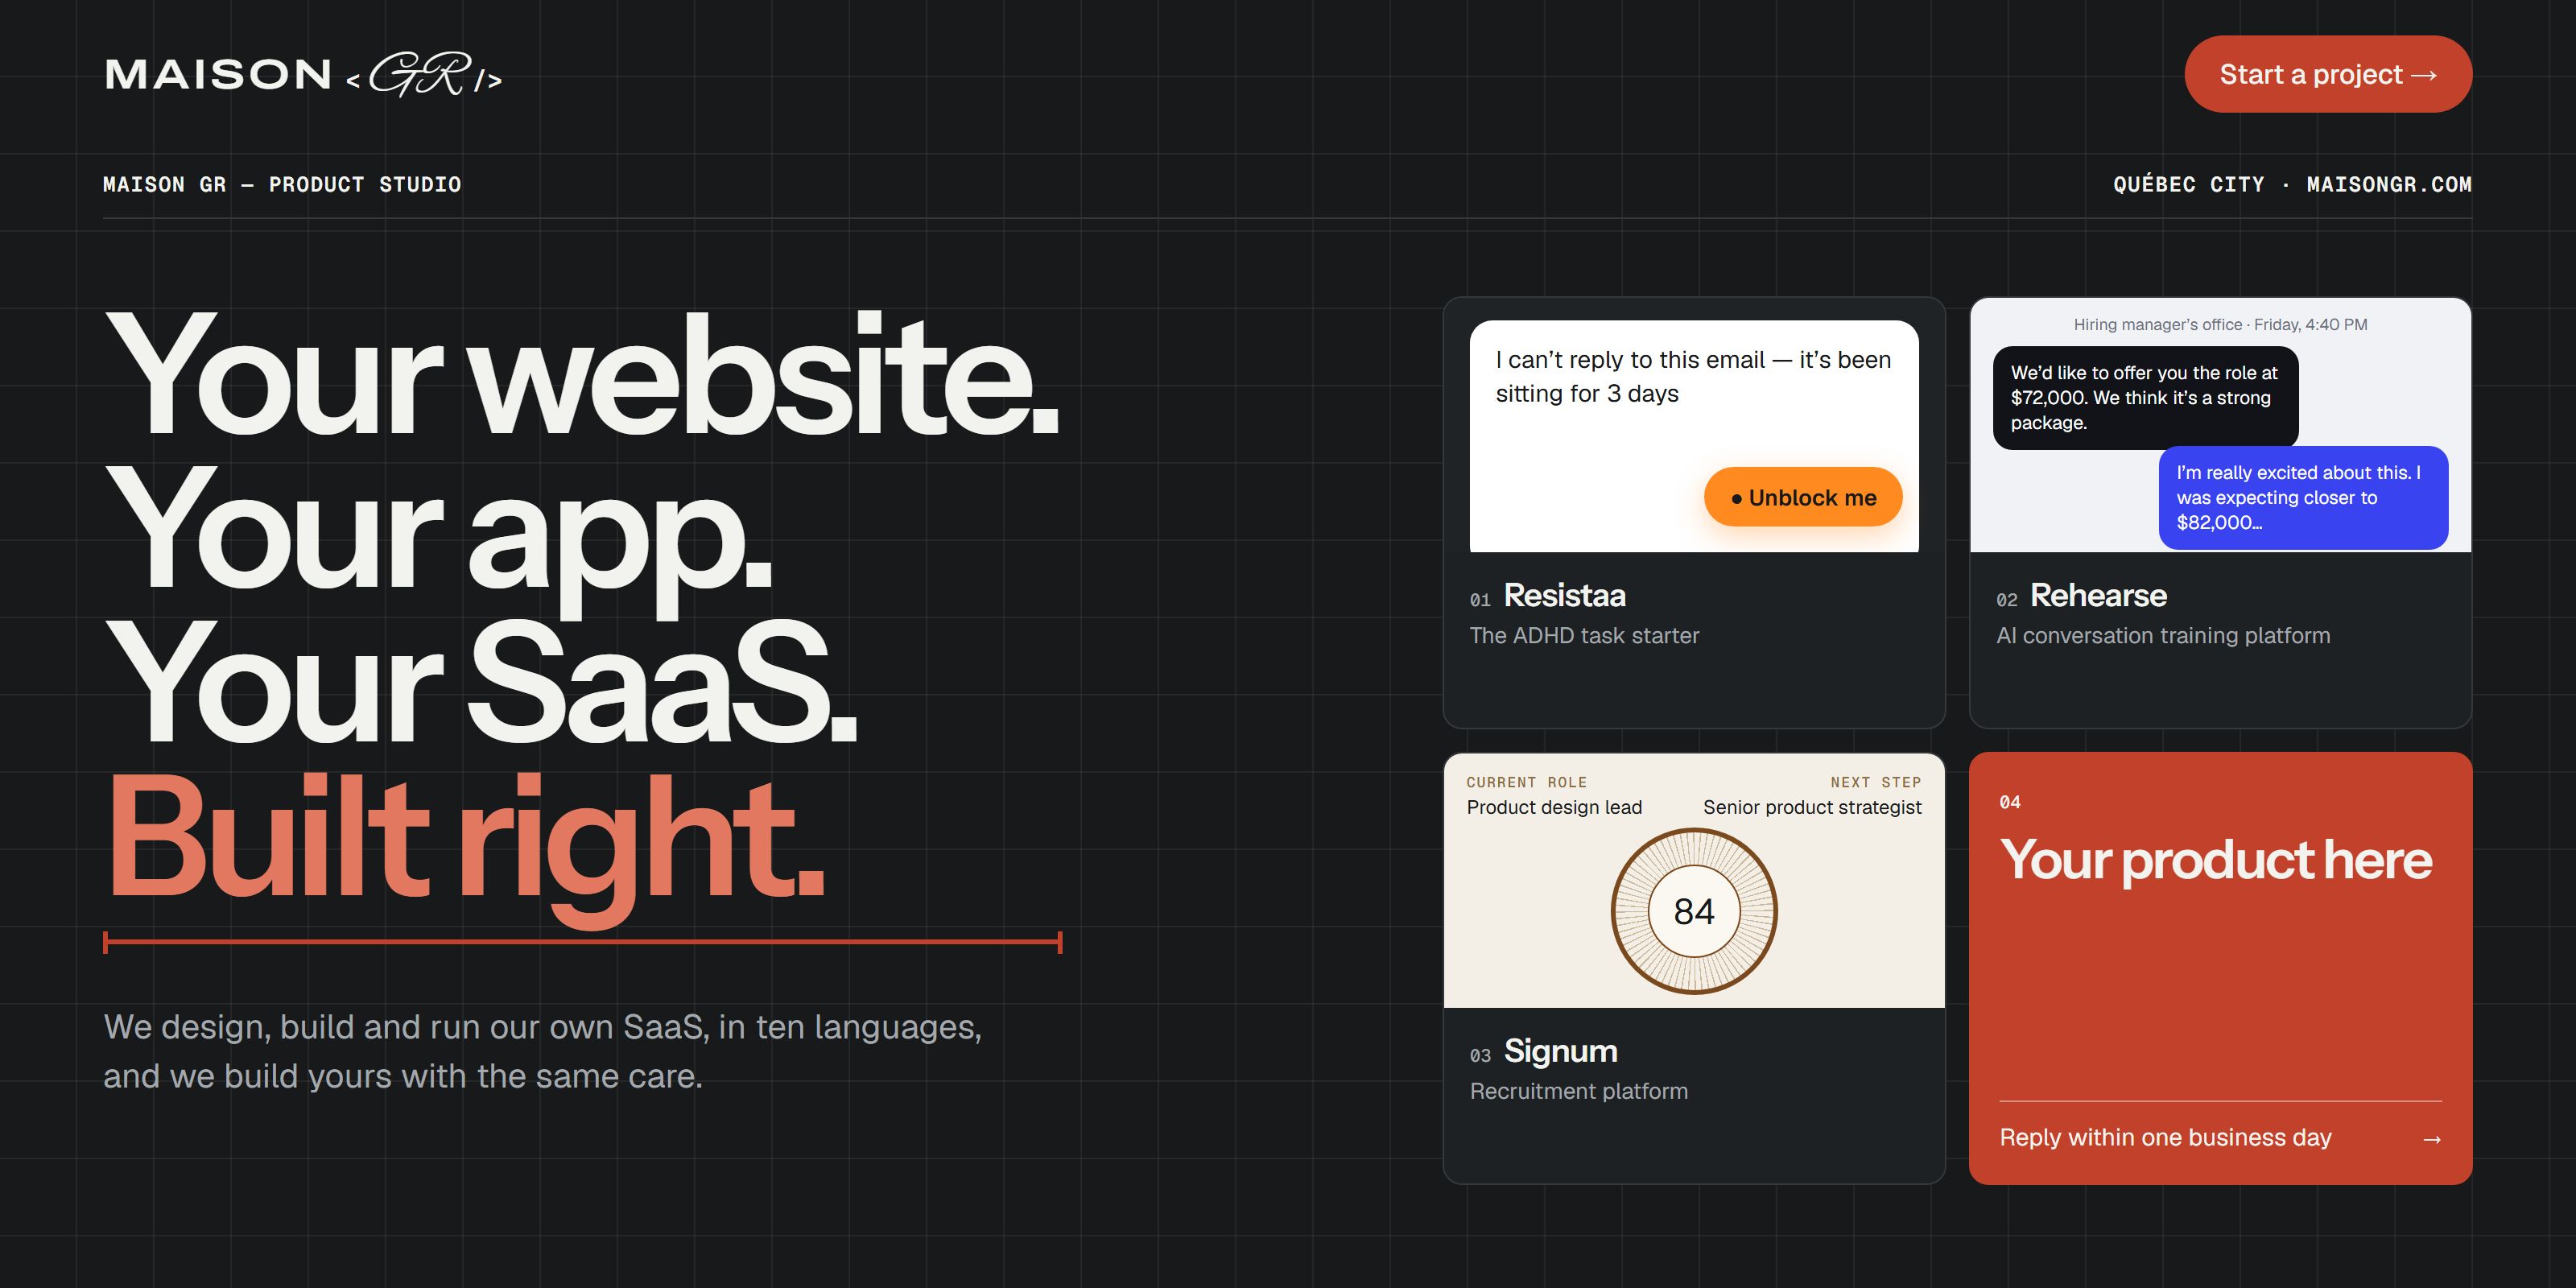 MAISON <GR/>
Start a project →
MAISON GR — PRODUCT STUDIO
QUÉBEC CITY · MAISONGR.COM
Your website.
Your app.
Your SaaS.
Built right.
We design, build and run our own SaaS, in ten languages,
and we build yours with the same care.
I can’t reply to this email — it’s been
sitting for 3 days
● Unblock me
01 Resistaa
The ADHD task starter
Hiring manager’s office · Friday, 4:40 PM
We’d like to offer you the role at
$72,000. We think it’s a strong
package.
I’m really excited about this. I
was expecting closer to
$82,000…
02 Rehearse
AI conversation training platform
CURRENT ROLE
Product design lead
NEXT STEP
Senior product strategist
84
03 Signum
Recruitment platform
04
Your product here
Reply within one business day →